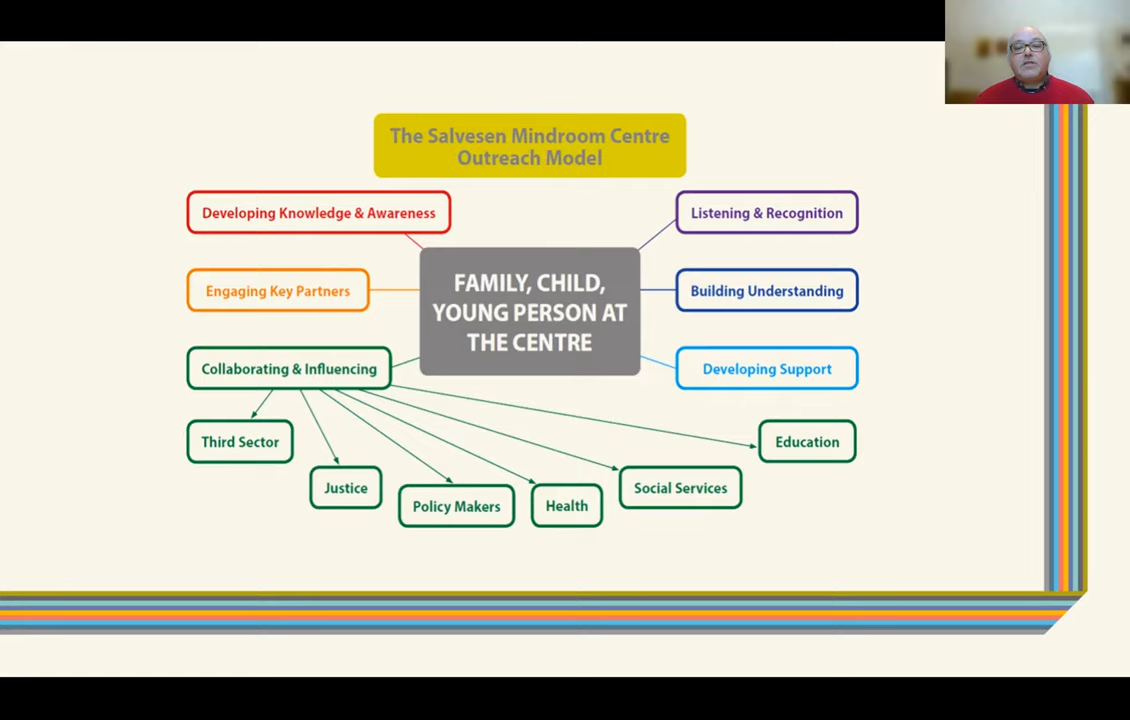 The Salvesen Mindroom Centre
Outreach Model
Developing Knowledge & Awareness
Listening & Recognition
FAMILY, CHILD,
YOUNG PERSON AT
THE CENTRE
Engaging Key Partners
Building Understanding
Collaborating & Influencing
Developing Support
Third Sector
Education
Justice
Social Services
Policy Makers
Health